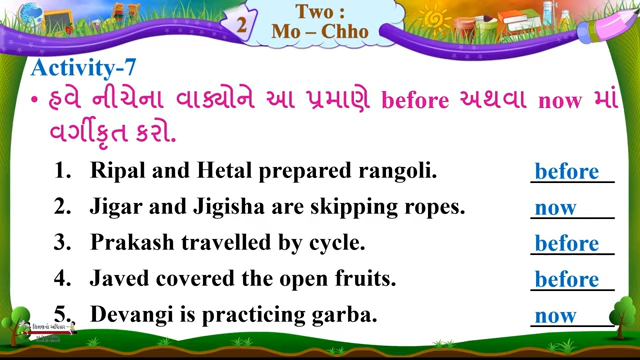 2
Two :
Mo – Chho
Activity-7
• હવે નીચેના વાક્યોને આ પ્રમાણે before અથવા now માં
વર્ગીકૃત કરો.
1. Ripal and Hetal prepared rangoli. before
2. Jigar and Jigisha are skipping ropes. now
3. Prakash travelled by cycle. before
4. Javed covered the open fruits. before
5. Devangi is practicing garba. now